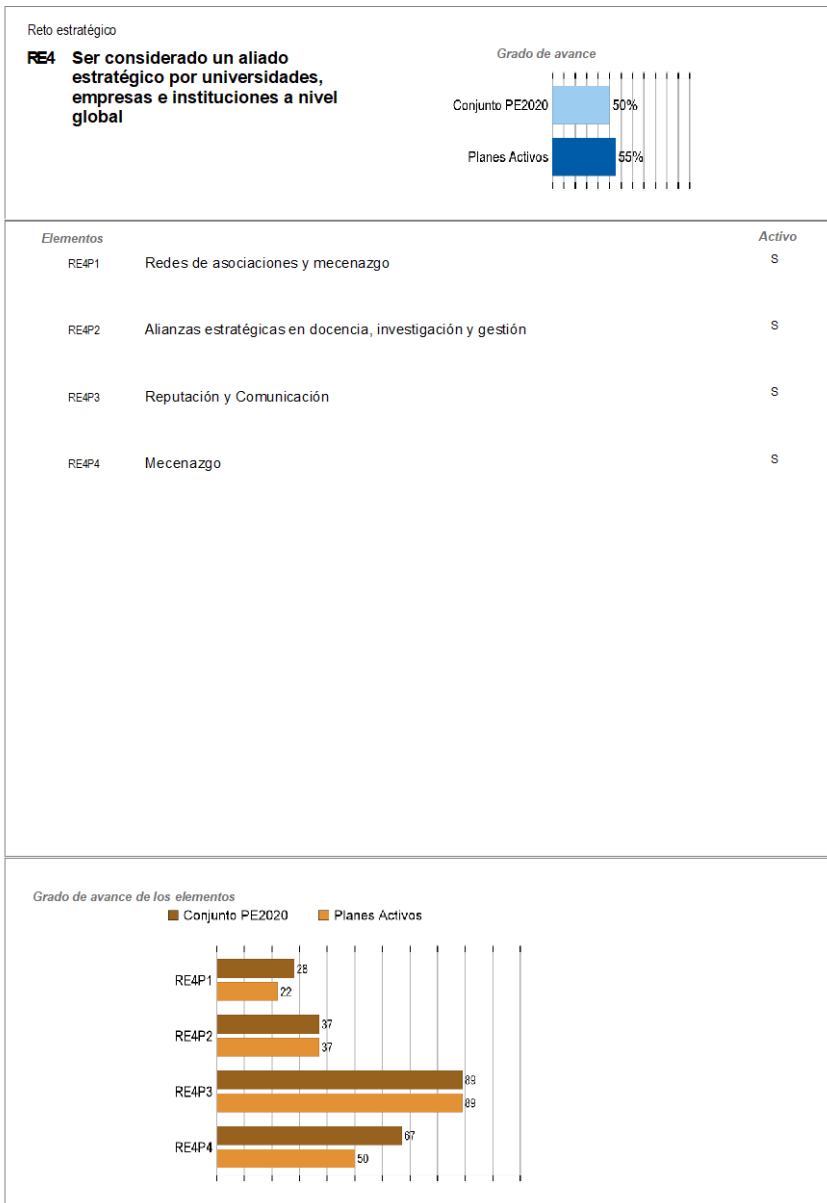 Reto estratégico
RE4 Ser considerado un aliado
estratégico por universidades,
empresas e instituciones a nivel
global
Grado de avance
Conjunto PE2020 50%
Planes Activos 55%
Elementos Activo
RE4P1 Redes de asociaciones y mecenazgo S
RE4P2 Alianzas estratégicas en docencia, investigación y gestión S
RE4P3 Reputación y Comunicación S
RE4P4 Mecenazgo S
Grado de avance de los elementos
Conjunto PE2020 Planes Activos
RE4P1 28
22
RE4P2 37
37
RE4P3 89
89
RE4P4 67
50